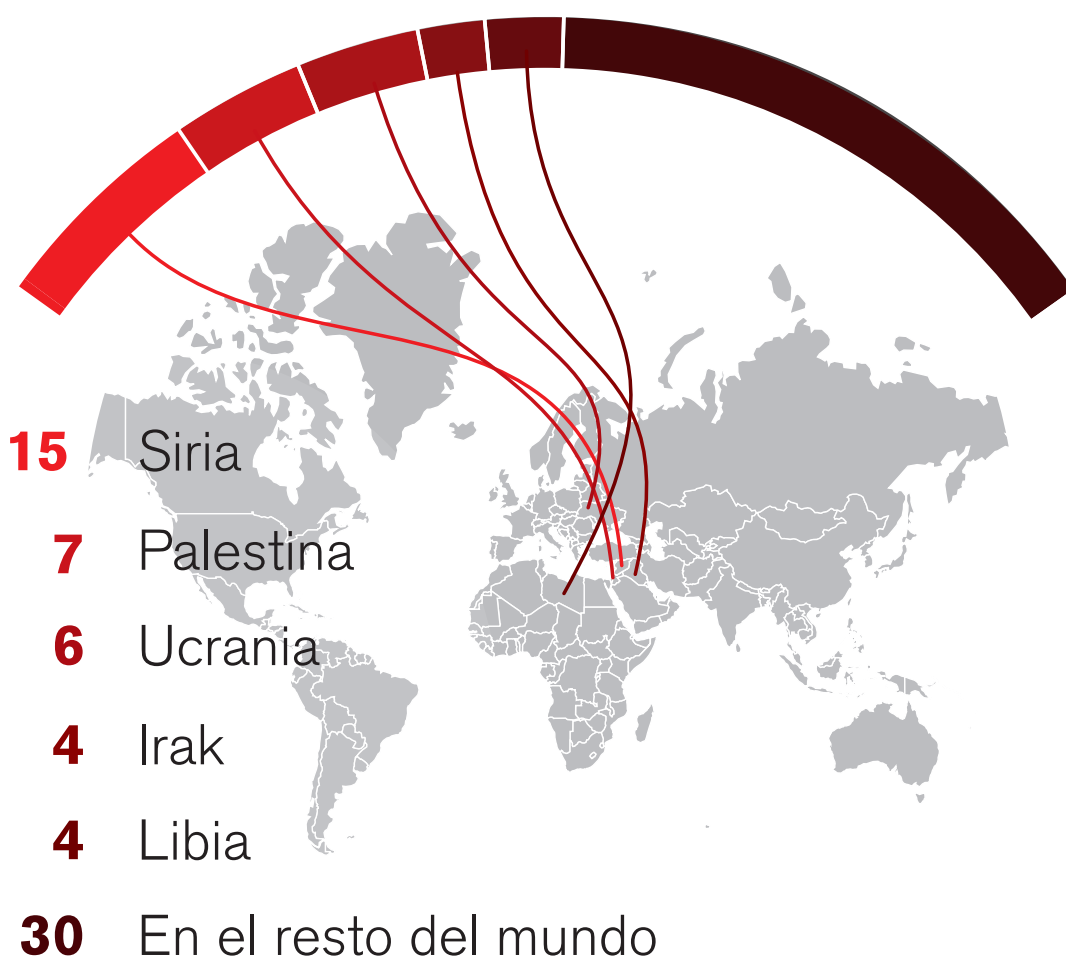 15 Siria
7 Palestina
6 Ucrania
4 Irak
4 Libia
30 En el resto del mundo